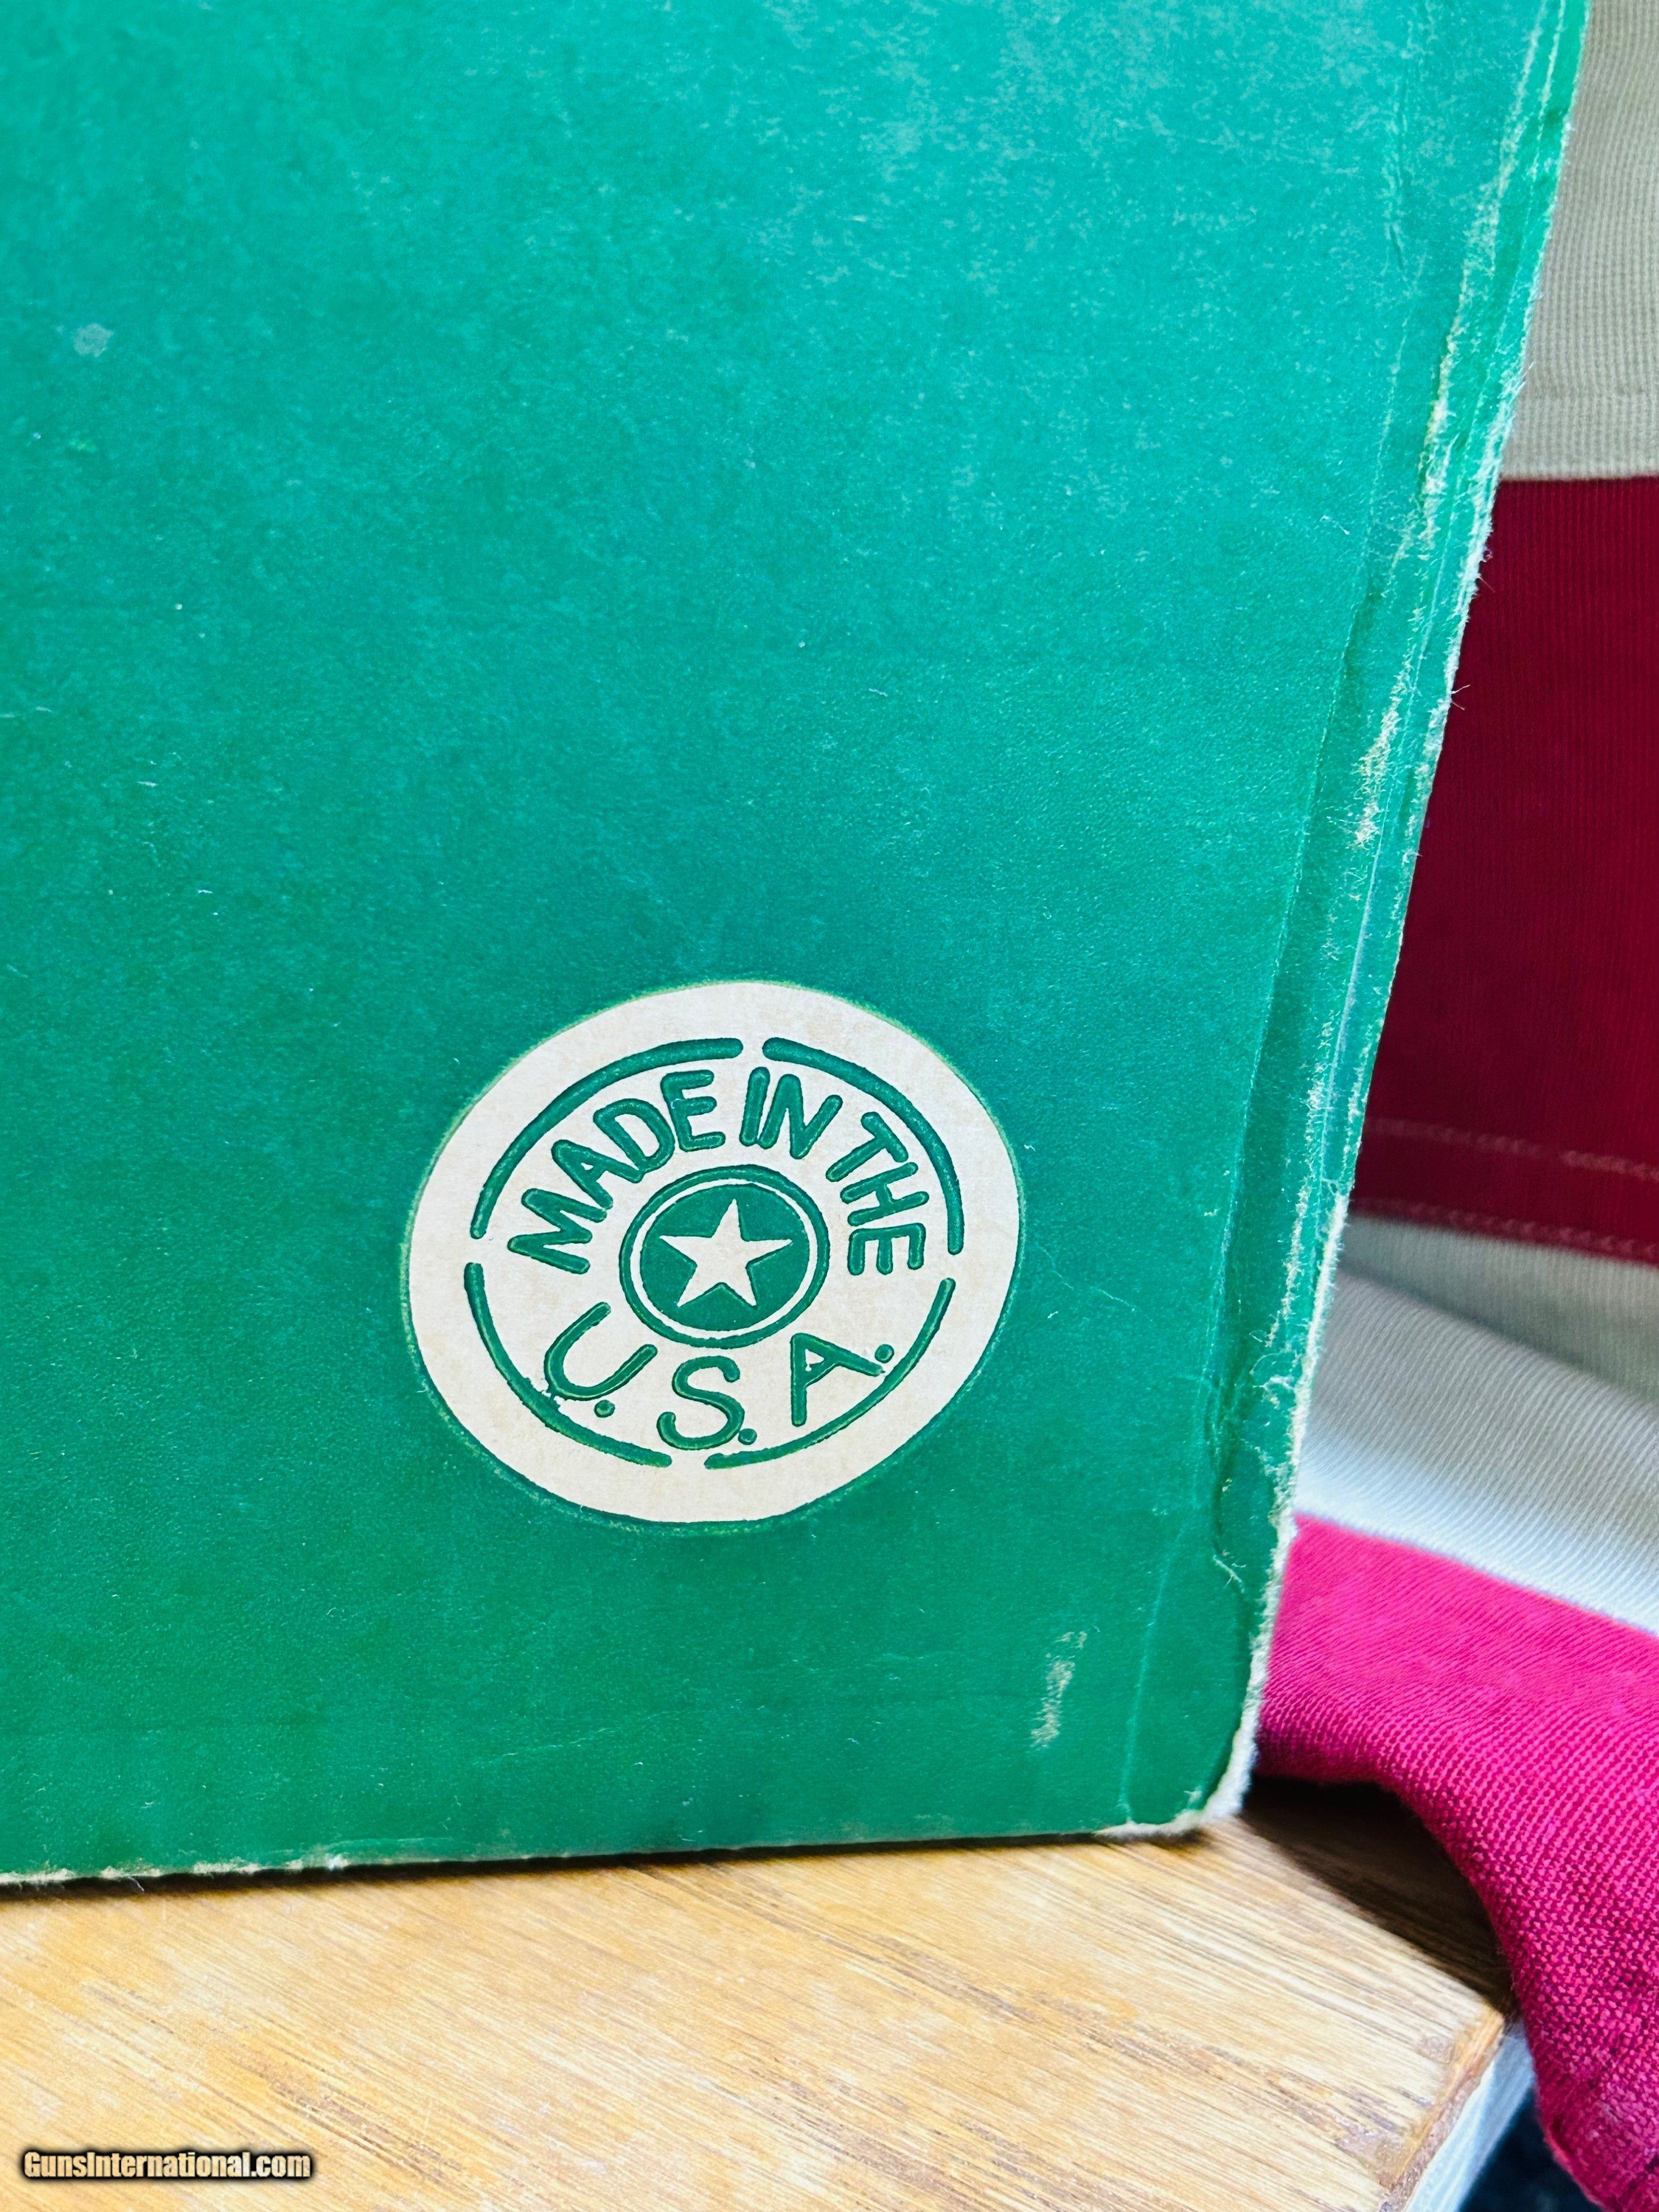 MADE IN THE
U.S.A.
GunsInternational.com